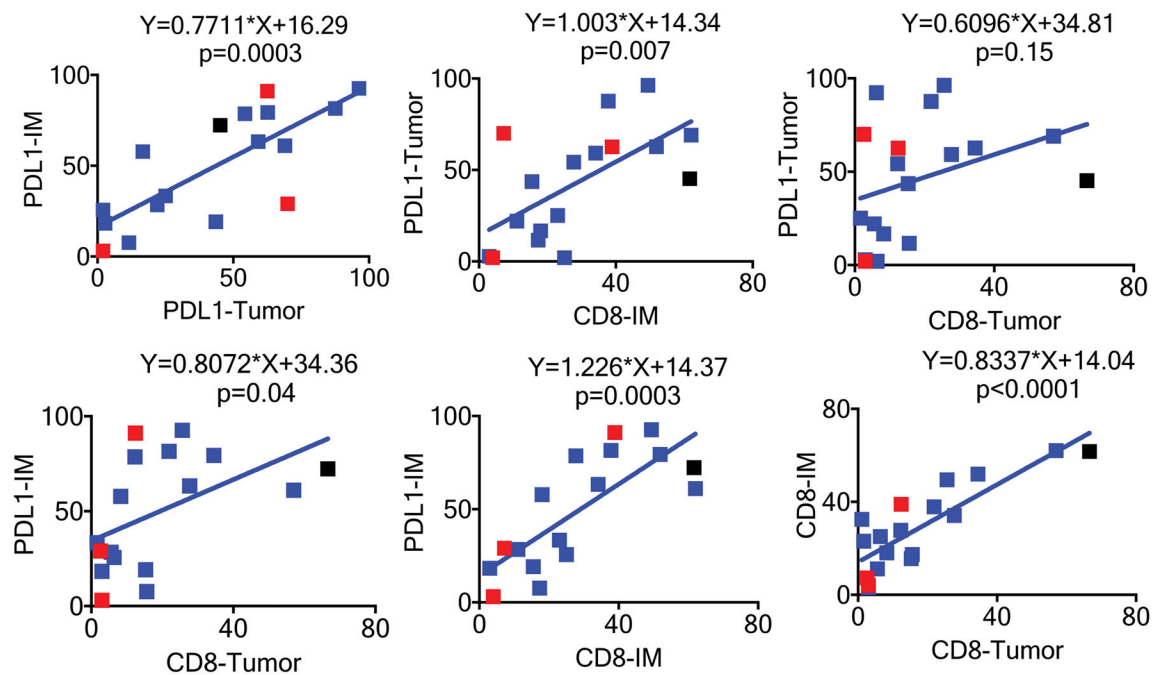 Y=0.7711*X+16.29
p=0.0003
PDL1-IM
100
50
0
0 50 100
PDL1-Tumor
Y=1.003*X+14.34
p=0.007
PDL1-Tumor
100
50
0
0 40 80
CD8-IM
Y=0.6096*X+34.81
p=0.15
PDL1-Tumor
100
50
0
0 40 80
CD8-Tumor
Y=0.8072*X+34.36
p=0.04
PDL1-IM
100
50
0
0 40 80
CD8-Tumor
Y=1.226*X+14.37
p=0.0003
PDL1-IM
100
50
0
0 40 80
CD8-IM
Y=0.8337*X+14.04
p<0.0001
CD8-IM
80
40
0
0 40 80
CD8-Tumor